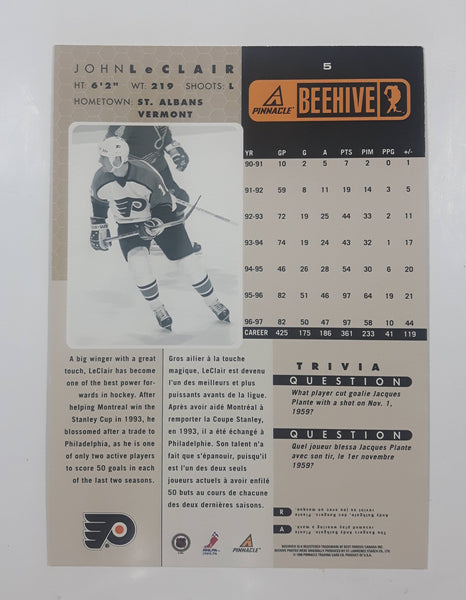 JOHN LeCLAIR
HT: 6'2" WT: 219 SHOOTS: L
HOMETOWN: ST. ALBANS
VERMONT
5
PINNACLE BEEHIVE
YR GP G A PTS PIM PPG +/-
90-91 10 2 5 7 2 0 1
91-92 59 8 11 19 14 3 5
92-93 72 19 25 44 33 2 11
93-94 74 19 24 43 32 1 17
94-95 46 26 28 54 30 6 21
95-96 82 51 46 97 64 19 21
96-97 82 50 47 97 58 10 44
CAREER 425 175 186 361 233 41 119
A big winger with a great
touch, LeClair has become
one of the best power for-
wards in hockey. After
helping Montreal win the
Stanley Cup in 1993, he
blossomed after a trade to
Philadelphia, as he is one
of only two active players
to score 50 goals in each
of the last two seasons.
Gros ailier à la touche
magique, LeClair est devenu
l'un des meilleurs et plus
puissants avants de la ligue.
Après avoir aidé Montréal à
remporter la Coupe Stanley,
en 1993, il a été échangé à
Philadelphie. Son talent n'a
fait que s'épanouir, puisqu'il
est l'un des deux seuls
joueurs actuels à avoir enfilé
50 buts au cours de chacune
des deux dernières saisons.
TRIVIA
QUESTION
What player cut goalie Jacques
Plante with a shot on Nov. 1,
1959?
QUESTION
Quel joueur blessa Jacques Plante
avec son tir, le 1er novembre
1959?
R
A
PINNACLE